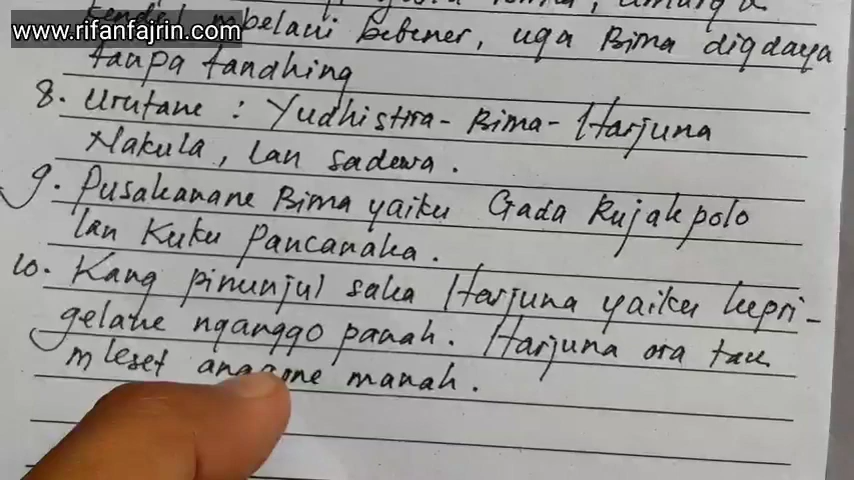 www.rifanfajrin.com
mbelani bebener, uga Bima digdaya
tanpa tandhing
8. Urutane : Yudhistira - Bima - Harjuna
Nakula, lan Sadewa.
9. Pusakanane Bima yaiku Gada Rujakpolo
lan Kuku Pancanaka.
10. Kang pinunjul saka Harjuna yaiku kepri-
gelane nganggo panah. Harjuna ora tau
mleset anggone manah.